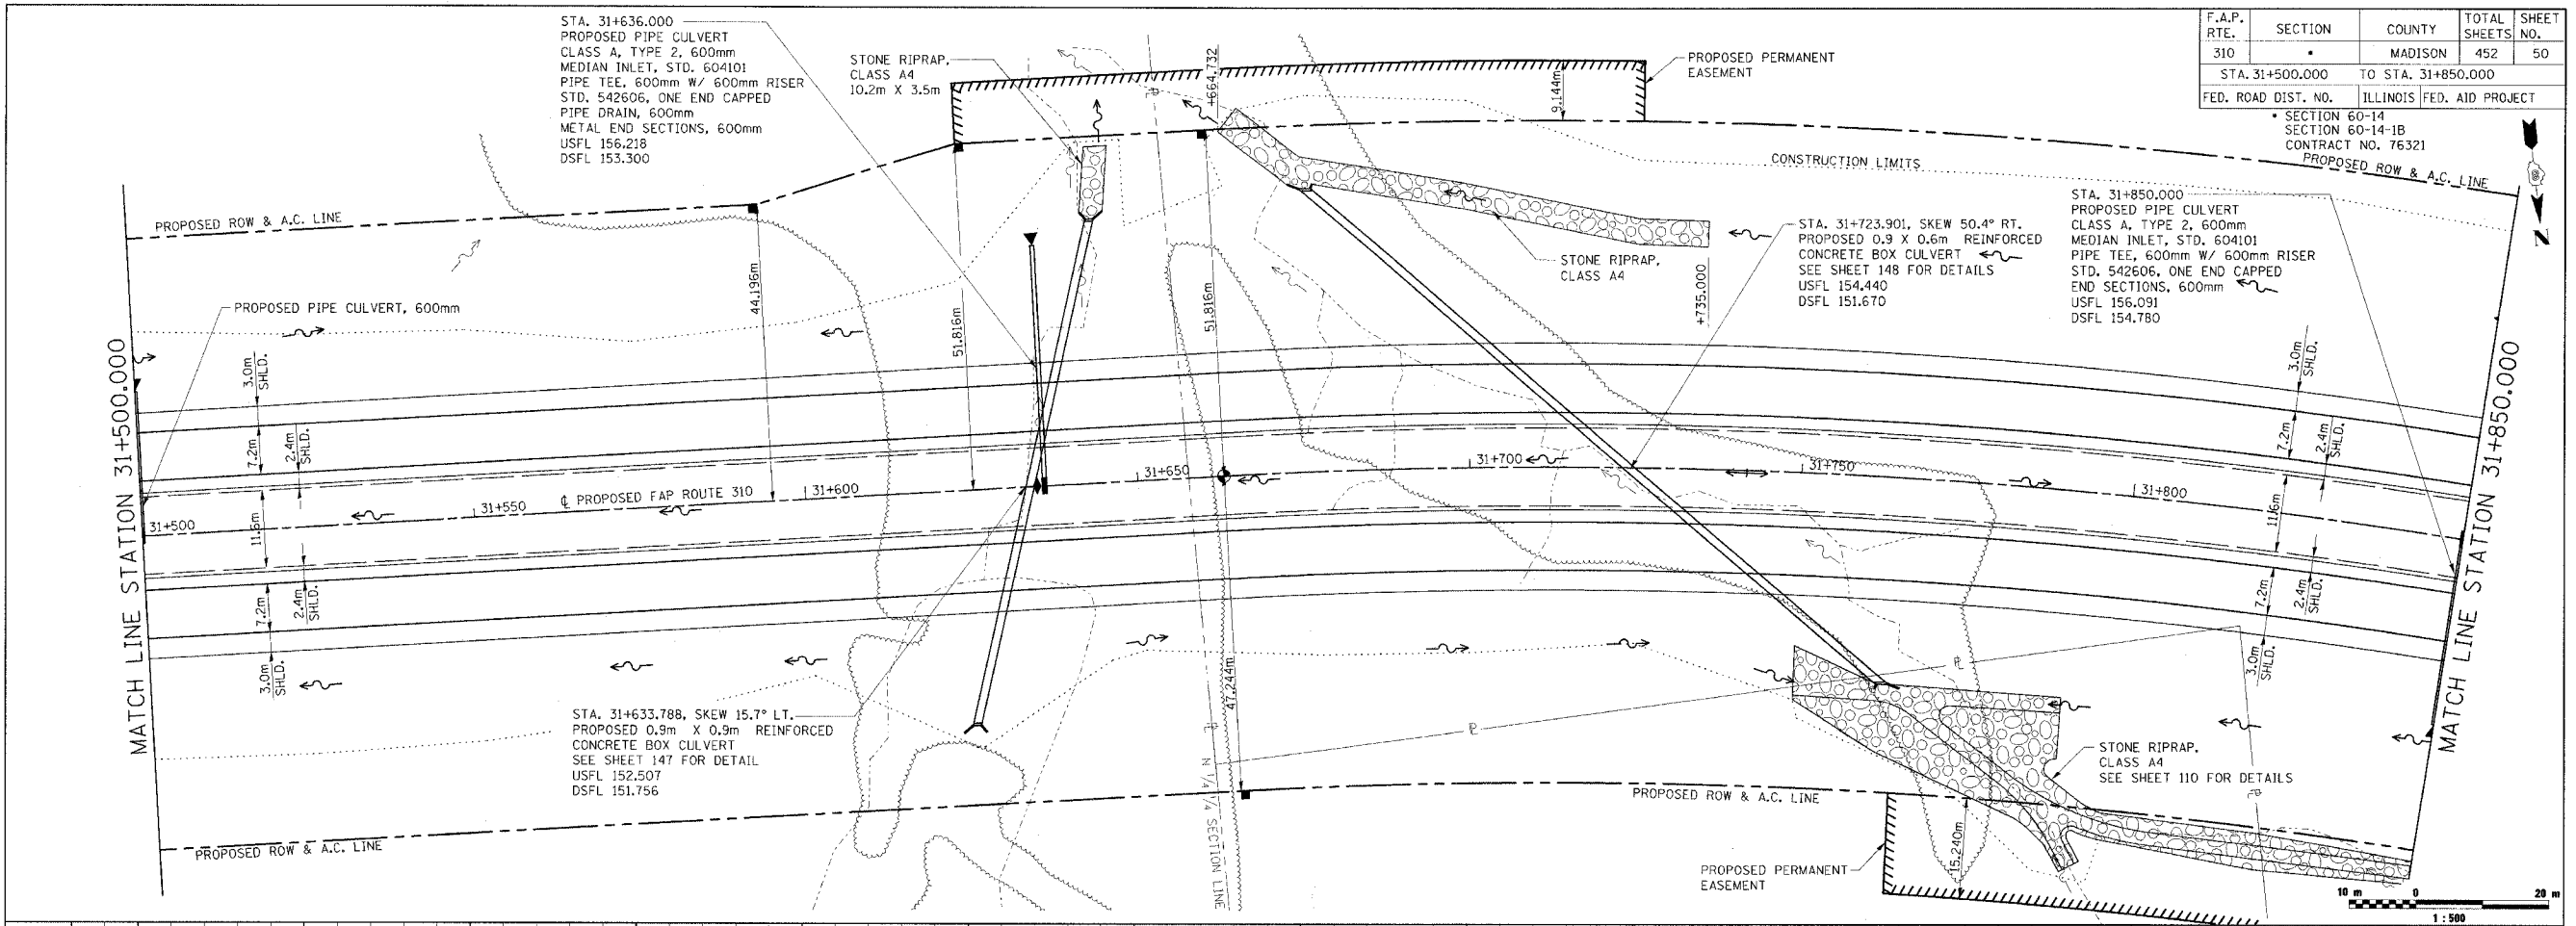 STA. 31+636.000
PROPOSED PIPE CULVERT
CLASS A, TYPE 2, 600mm
MEDIAN INLET, STD. 604101
PIPE TEE, 600mm W/ 600mm RISER
STD. 542606, ONE END CAPPED
PIPE DRAIN, 600mm
METAL END SECTIONS, 600mm
USFL 156.218
DSFL 153.300
STONE RIPRAP,
CLASS A4
10.2m X 3.5m
+664.732
9.144m
PROPOSED PERMANENT
EASEMENT
F.A.P. RTE.
SECTION
COUNTY
TOTAL SHEETS
SHEET NO.
310
*
MADISON
452
50
STA. 31+500.000 TO STA. 31+850.000
FED. ROAD DIST. NO.
ILLINOIS
FED. AID PROJECT
* SECTION 60-14
SECTION 60-14-1B
CONTRACT NO. 76321
PROPOSED ROW & A.C. LINE
CONSTRUCTION LIMITS
N
PROPOSED ROW & A.C. LINE
STONE RIPRAP,
CLASS A4
+735.000
STA. 31+723.901, SKEW 50.4° RT.
PROPOSED 0.9 X 0.6m REINFORCED
CONCRETE BOX CULVERT
SEE SHEET 148 FOR DETAILS
USFL 154.440
DSFL 151.670
STA. 31+850.000
PROPOSED PIPE CULVERT
CLASS A, TYPE 2, 600mm
MEDIAN INLET, STD. 604101
PIPE TEE, 600mm W/ 600mm RISER
STD. 542606, ONE END CAPPED
END SECTIONS, 600mm
USFL 156.091
DSFL 154.780
PROPOSED PIPE CULVERT, 600mm
44.196m
51.816m
51.816m
MATCH LINE STATION 31+500.000
3.0m
SHLD.
7.2m
2.4m
SHLD.
11.6m
7.2m
2.4m
SHLD.
3.0m
SHLD.
31+500
31+550
℄ PROPOSED FAP ROUTE 310
31+600
31+650
31+700
31+750
31+800
3.0m
SHLD.
7.2m
2.4m
SHLD.
11.6m
7.2m
2.4m
SHLD.
3.0m
SHLD.
MATCH LINE STATION 31+850.000
47.244m
N 1/4 1/4 SECTION LINE
STA. 31+633.788, SKEW 15.7° LT.
PROPOSED 0.9m X 0.9m REINFORCED
CONCRETE BOX CULVERT
SEE SHEET 147 FOR DETAIL
USFL 152.507
DSFL 151.756
STONE RIPRAP,
CLASS A4
SEE SHEET 110 FOR DETAILS
PROPOSED ROW & A.C. LINE
PROPOSED ROW & A.C. LINE
PROPOSED PERMANENT
EASEMENT
15.240m
10 m 0 20 m
1 : 500